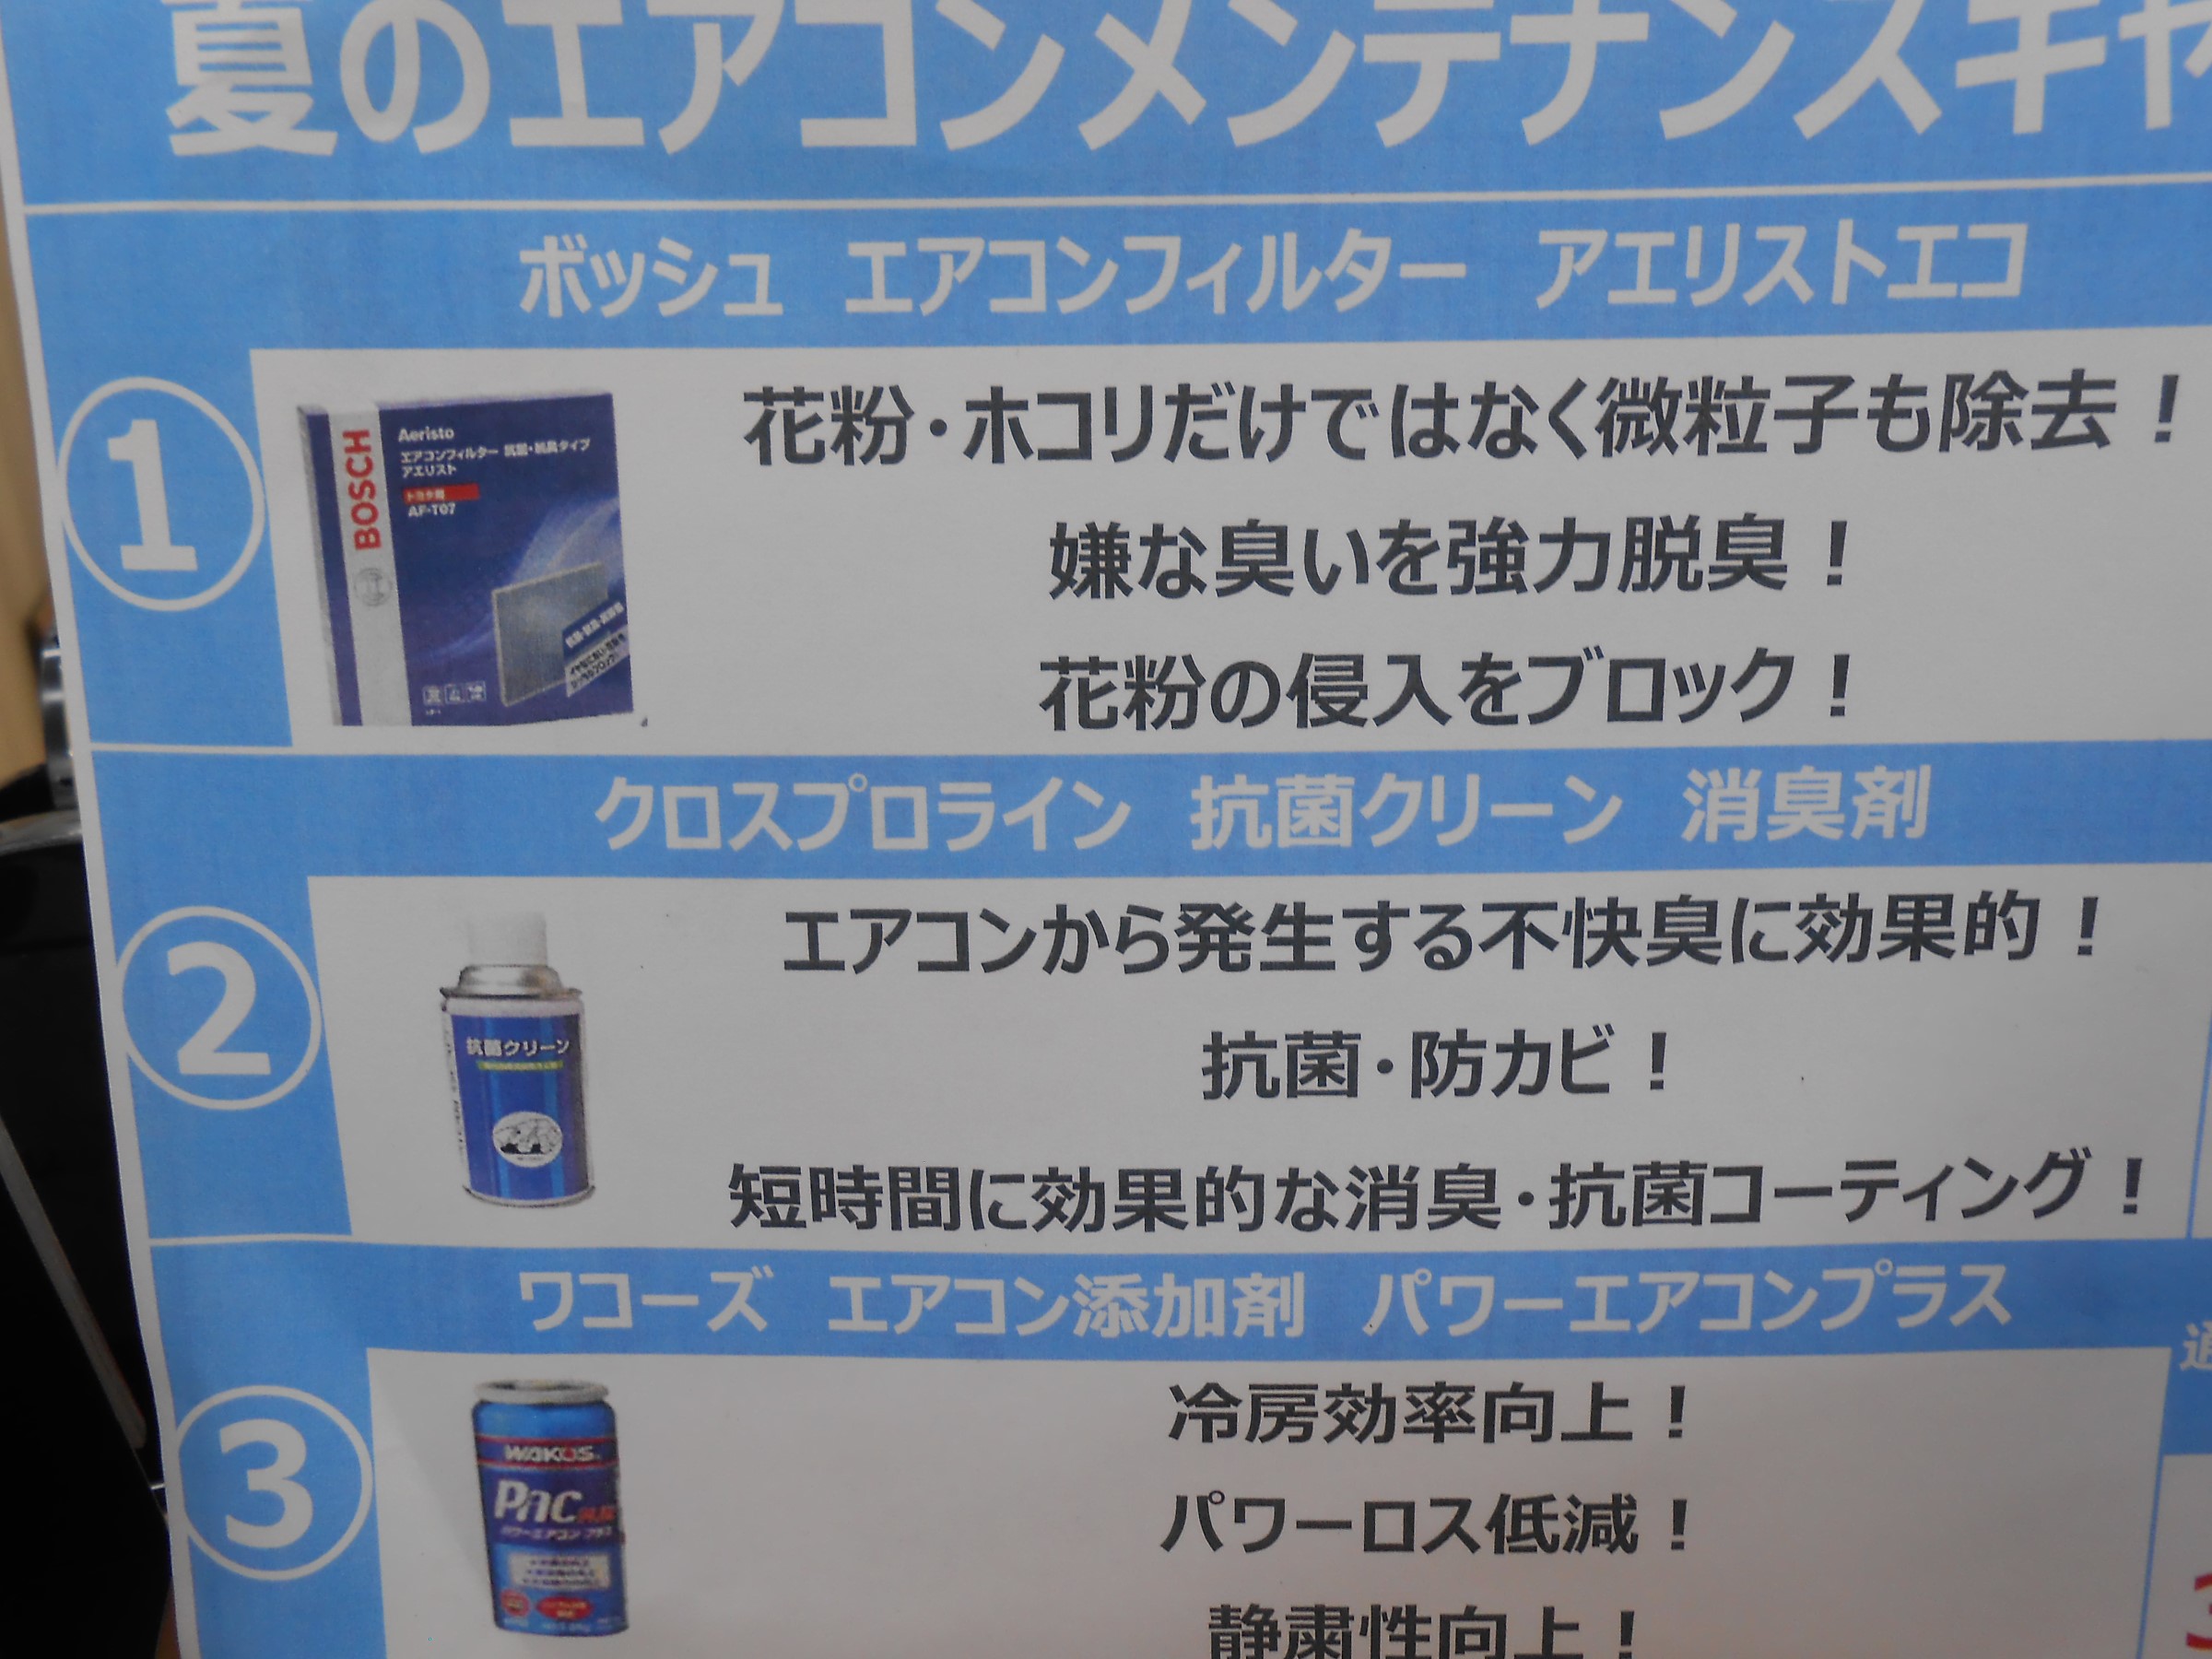 夏のエアコンメンテナンスキャ
ボッシュ エアコンフィルター アエリストエコ
①
BOSCH
Aeristo
エアコンフィルター 抗菌・脱臭タイプ
アエリスト
トヨタ用
AF-T07
花粉・ホコリだけではなく微粒子も除去！
嫌な臭いを強力脱臭！
花粉の侵入をブロック！
クロスプロライン 抗菌クリーン 消臭剤
②
抗菌クリーン
エアコンから発生する不快臭に効果的！
抗菌・防カビ！
短時間に効果的な消臭・抗菌コーティング！
ワコーズ エアコン添加剤 パワーエアコンプラス
③
WAKO'S
PAC
パワーエアコン プラス
冷房効率向上！
パワーロス低減！
静粛性向上！